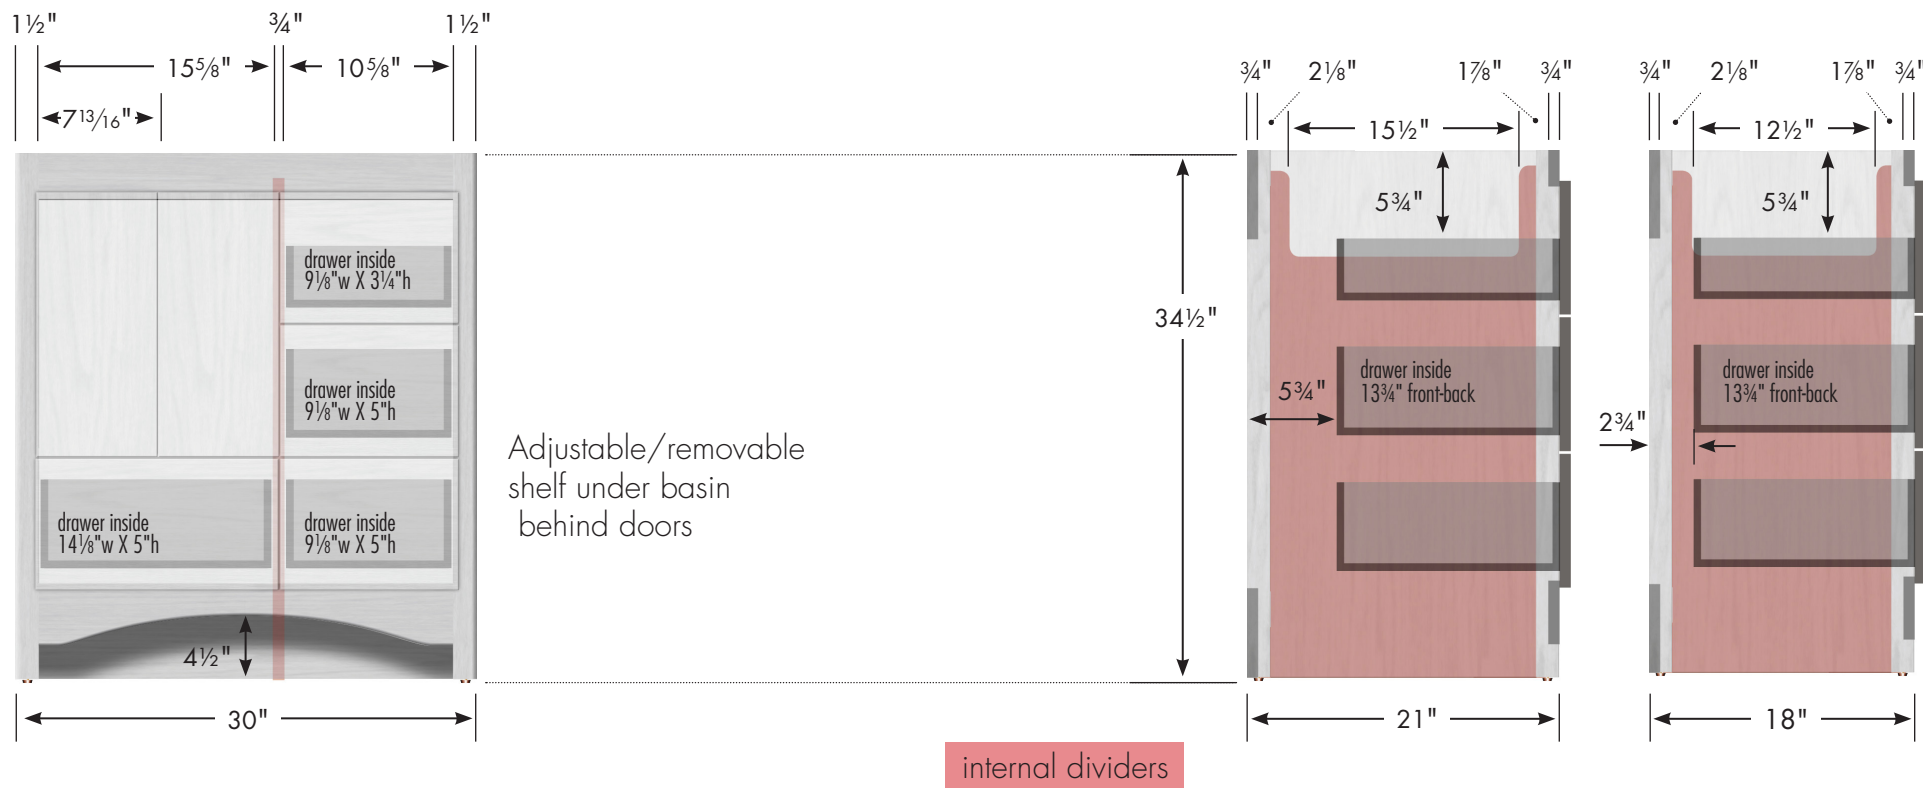 1½" ¾" 1½"
15⅝" 10⅝"
7 13/16"
drawer inside
9⅛"w X 3¼"h
drawer inside
9⅛"w X 5"h
drawer inside
14⅛"w X 5"h
drawer inside
9⅛"w X 5"h
4½"
30"
Adjustable/removable
shelf under basin
behind doors
34½"
¾" 2⅛" 1⅞" ¾"
15½"
5¾"
5¾"
drawer inside
13¾" front-back
21"
¾" 2⅛" 1⅞" ¾"
12½"
5¾"
2¾"
drawer inside
13¾" front-back
18"
internal dividers